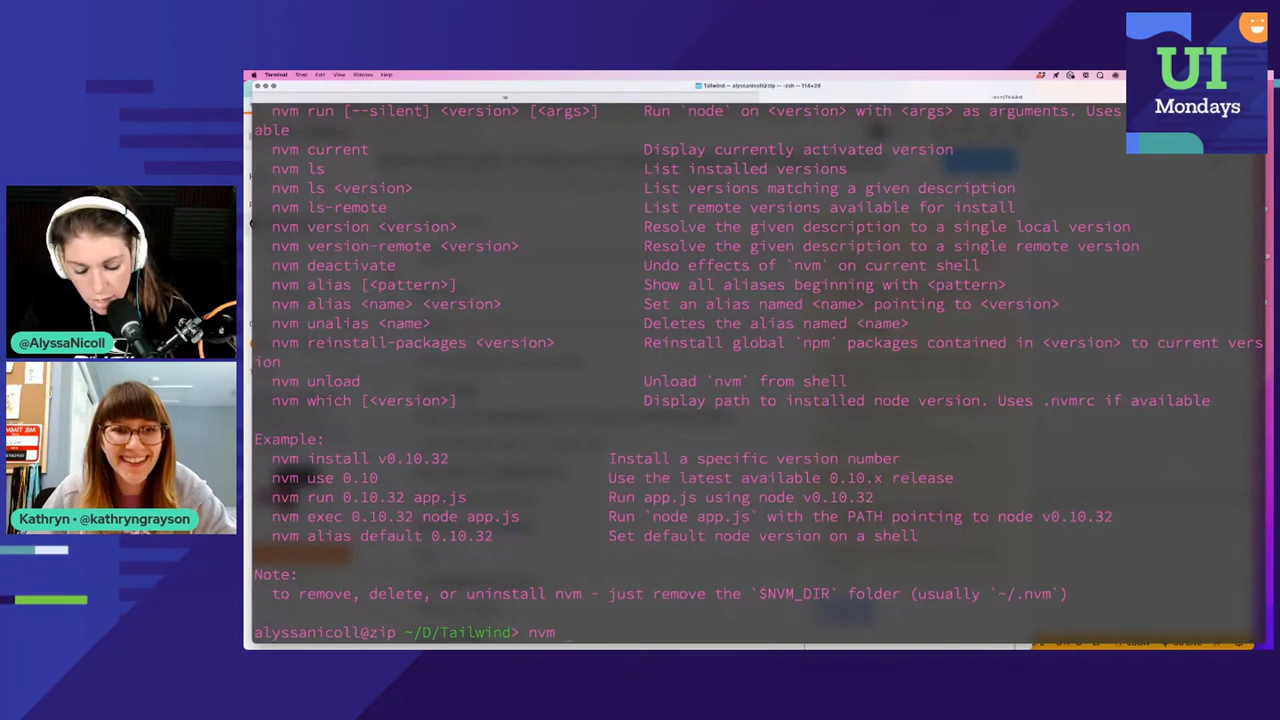 UI
Mondays
Terminal Shell Edit View Window Help
Tailwind — alyssanicoll@zip — -zsh — 114×28
nvm run [--silent] <version> [<args>] Run `node` on <version> with <args> as arguments. Uses
able
nvm current Display currently activated version
nvm ls List installed versions
nvm ls <version> List versions matching a given description
nvm ls-remote List remote versions available for install
nvm version <version> Resolve the given description to a single local version
nvm version-remote <version> Resolve the given description to a single remote version
nvm deactivate Undo effects of `nvm` on current shell
nvm alias [<pattern>] Show all aliases beginning with <pattern>
nvm alias <name> <version> Set an alias named <name> pointing to <version>
nvm unalias <name> Deletes the alias named <name>
nvm reinstall-packages <version> Reinstall global `npm` packages contained in <version> to current vers
ion
nvm unload Unload `nvm` from shell
nvm which [<version>] Display path to installed node version. Uses .nvmrc if available
Example:
nvm install v0.10.32 Install a specific version number
nvm use 0.10 Use the latest available 0.10.x release
nvm run 0.10.32 app.js Run app.js using node v0.10.32
nvm exec 0.10.32 node app.js Run `node app.js` with the PATH pointing to node v0.10.32
nvm alias default 0.10.32 Set default node version on a shell
Note:
to remove, delete, or uninstall nvm - just remove the `$NVM_DIR` folder (usually `~/.nvm`)
alyssanicoll@zip ~/D/Tailwind> nvm _
@AlyssaNicoll
Kathryn • @kathryngrayson